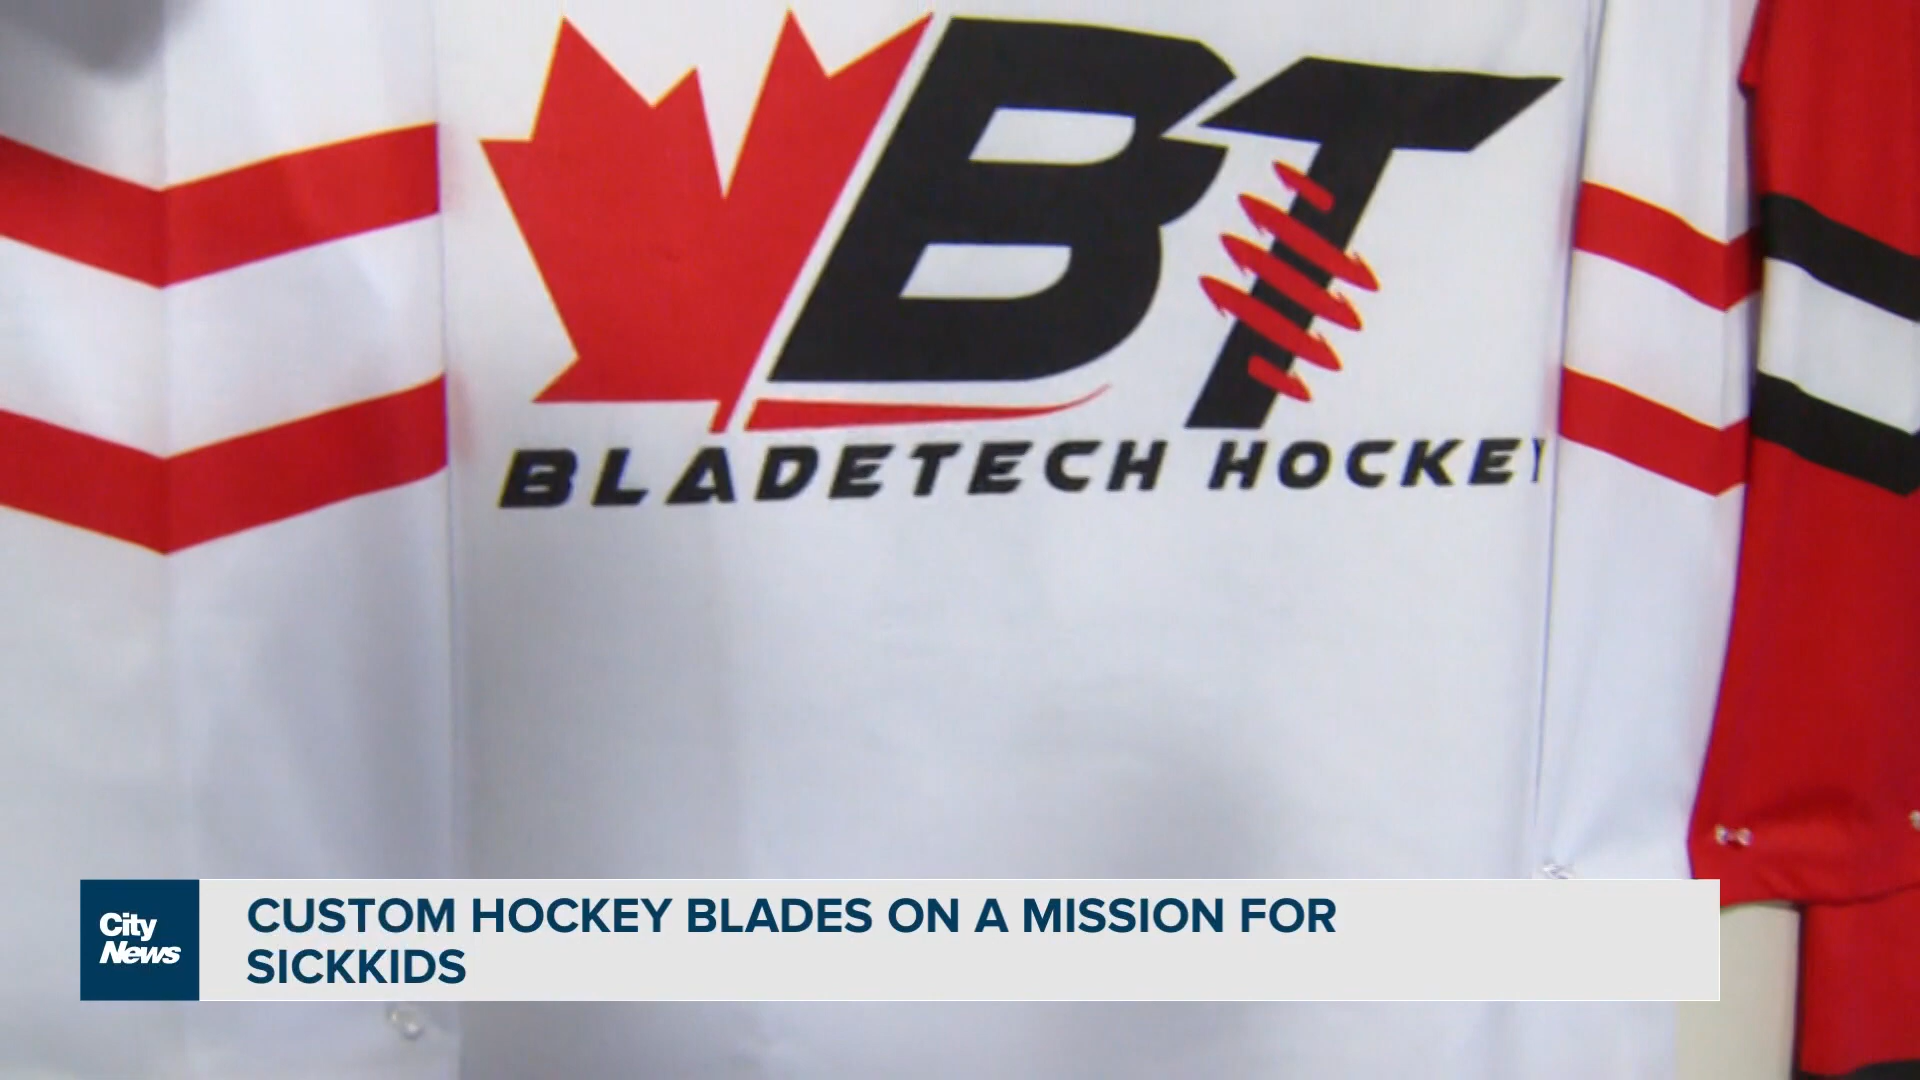 BT
BLADETECH HOCKEY
City
News
CUSTOM HOCKEY BLADES ON A MISSION FOR
SICKKIDS